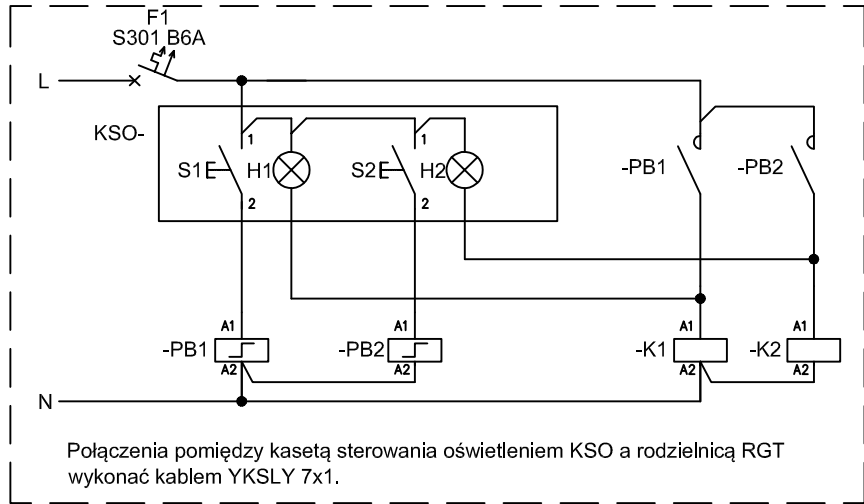 F1
S301 B6A
L
KSO-
1
1
S1
H1
S2
H2
-PB1
-PB2
2
2
A1
A1
A1
A1
-PB1
-PB2
-K1
-K2
A2
A2
A2
A2
N
Połączenia pomiędzy kasetą sterowania oświetleniem KSO a rodzielnicą RGT
wykonać kablem YKSLY 7x1.